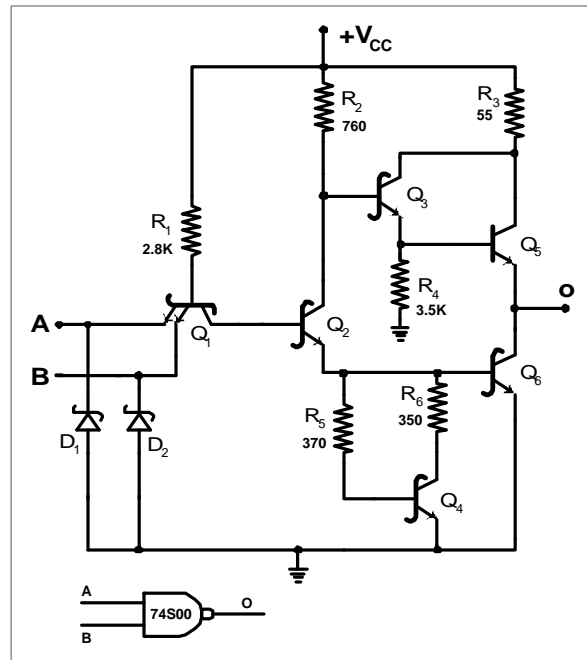 +VCC
R2
760
R3
55
Q3
R1
2.8K
Q5
R4
3.5K
O
A
Q1
Q2
B
R6
350
Q6
R5
370
D1
D2
Q4
A
74S00
O
B